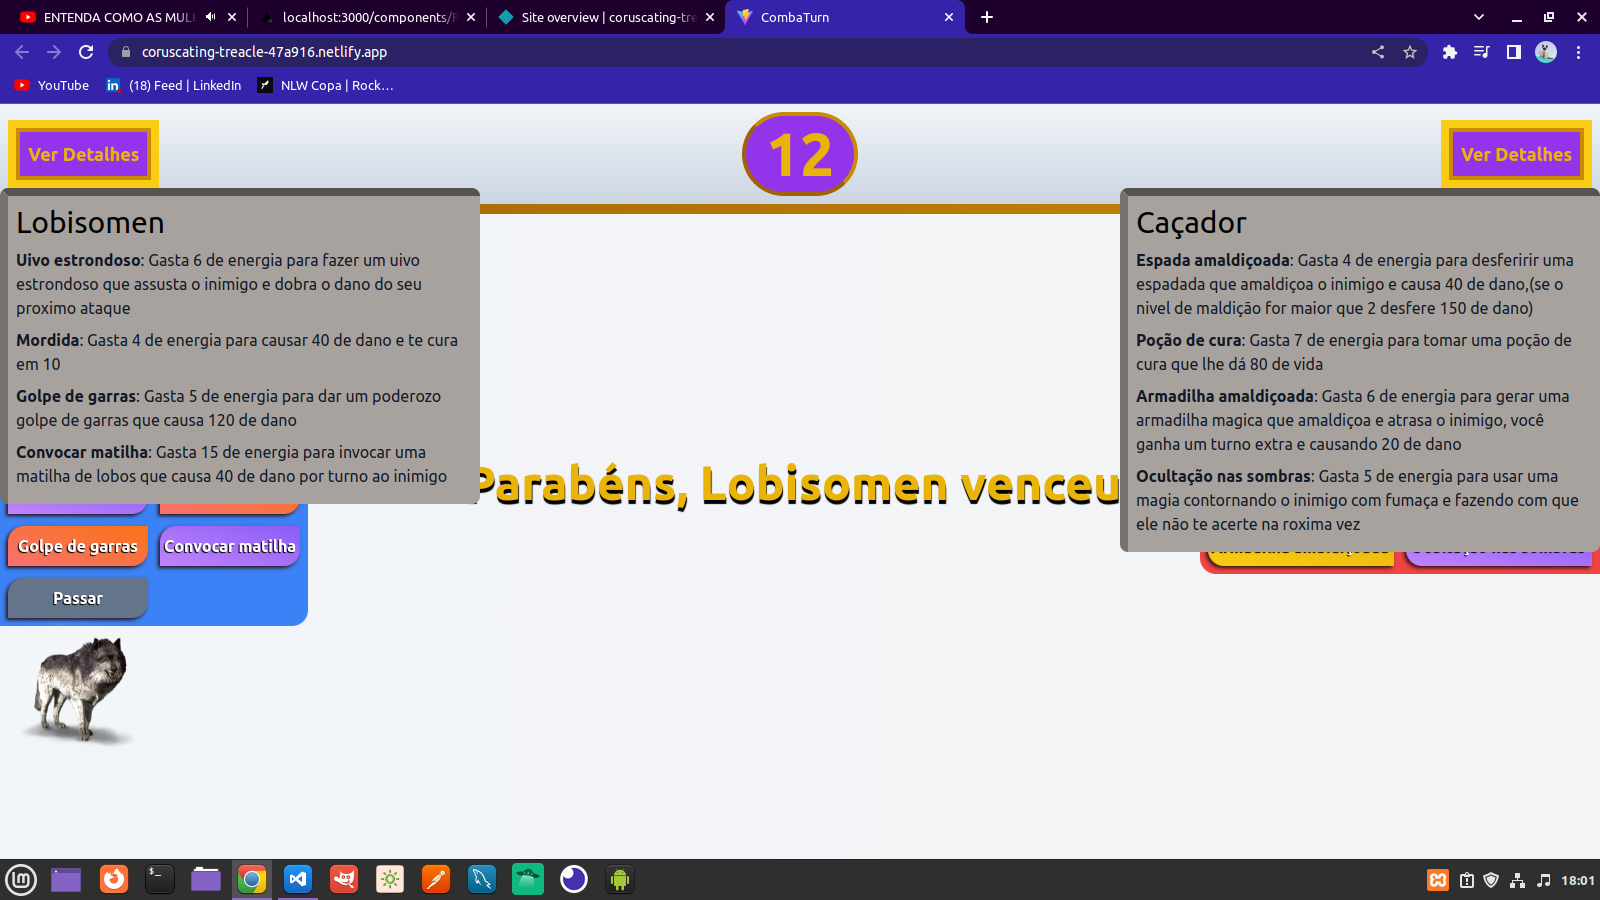 ENTENDA COMO AS MULH
localhost:3000/components/P
Site overview | coruscating-tre
CombaTurn
coruscating-treacle-47a916.netlify.app
YouTube
(18) Feed | LinkedIn
NLW Copa | Rock...
Ver Detalhes
12
Ver Detalhes
Lobisomen
Uivo estrondoso: Gasta 6 de energia para fazer um uivo
estrondoso que assusta o inimigo e dobra o dano do seu
proximo ataque
Mordida: Gasta 4 de energia para causar 40 de dano e te cura
em 10
Golpe de garras: Gasta 5 de energia para dar um poderozo
golpe de garras que causa 120 de dano
Convocar matilha: Gasta 15 de energia para invocar uma
matilha de lobos que causa 40 de dano por turno ao inimigo
Caçador
Espada amaldiçoada: Gasta 4 de energia para desferirir uma
espadada que amaldiçoa o inimigo e causa 40 de dano,(se o
nivel de maldição for maior que 2 desfere 150 de dano)
Poção de cura: Gasta 7 de energia para tomar uma poção de
cura que lhe dá 80 de vida
Armadilha amaldiçoada: Gasta 6 de energia para gerar uma
armadilha magica que amaldiçoa e atrasa o inimigo, você
ganha um turno extra e causando 20 de dano
Ocultação nas sombras: Gasta 5 de energia para usar uma
magia contornando o inimigo com fumaça e fazendo com que
ele não te acerte na roxima vez
Parabéns, Lobisomen venceu
Golpe de garras
Convocar matilha
Passar
18:01